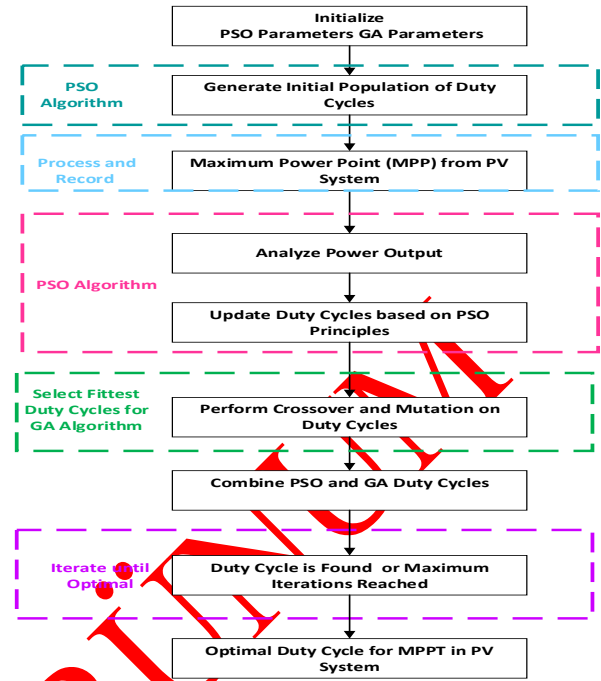 Initialize
PSO Parameters GA Parameters
PSO
Algorithm
Generate Initial Population of Duty
Cycles
Process and
Record
Maximum Power Point (MPP) from PV
System
PSO Algorithm
Analyze Power Output
Update Duty Cycles based on PSO
Principles
Select Fittest
Duty Cycles for
GA Algorithm
Perform Crossover and Mutation on
Duty Cycles
Combine PSO and GA Duty Cycles
Iterate until
Optimal
Duty Cycle is Found or Maximum
Iterations Reached
Optimal Duty Cycle for MPPT in PV
System